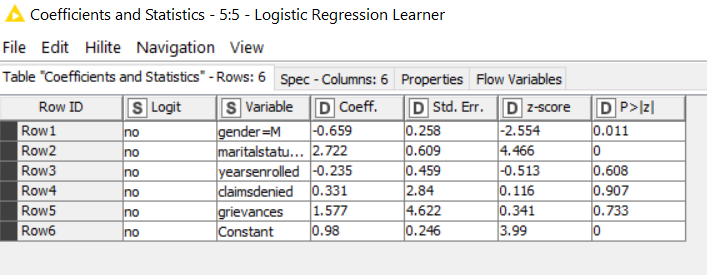 Coefficients and Statistics - 5:5 - Logistic Regression Learner
File Edit Hilite Navigation View
Table "Coefficients and Statistics" - Rows: 6 Spec - Columns: 6 Properties Flow Variables
Row ID S Logit S Variable D Coeff. D Std. Err. D z-score D P>|z|
Row1 no gender=M -0.659 0.258 -2.554 0.011
Row2 no maritalstatu... 2.722 0.609 4.466 0
Row3 no yearsenrolled -0.235 0.459 -0.513 0.608
Row4 no claimsdenied 0.331 2.84 0.116 0.907
Row5 no grievances 1.577 4.622 0.341 0.733
Row6 no Constant 0.98 0.246 3.99 0